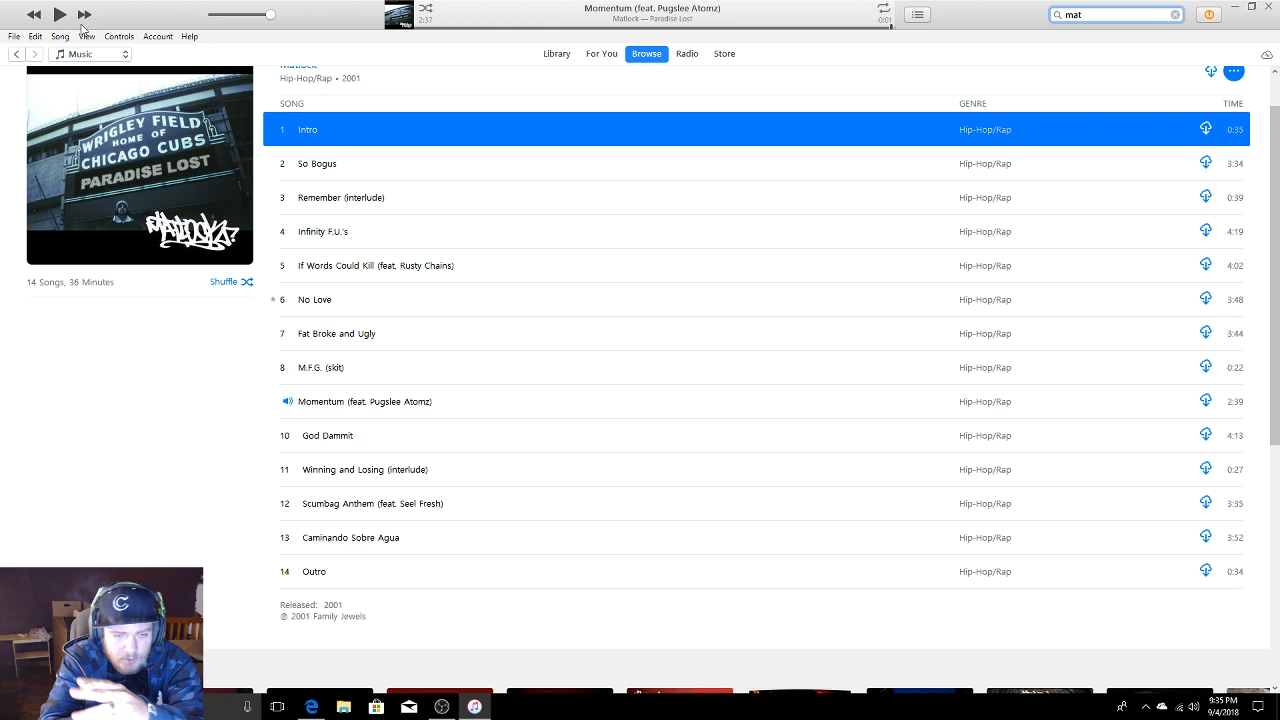 Momentum (feat. Pugslee Atomz)
Matlock — Paradise Lost
2:37
-0:01
mat
File Edit Song View Controls Account Help
Music
Library For You Browse Radio Store
Matlock
Hip-Hop/Rap • 2001
WRIGLEY FIELD
HOME OF
CHICAGO CUBS
PARADISE LOST
MATLOCK
14 Songs, 36 Minutes
Shuffle
SONG GENRE TIME
1 Intro Hip-Hop/Rap 0:35
2 So Bogus Hip-Hop/Rap 3:34
3 Remember (interlude) Hip-Hop/Rap 0:39
4 Infinity F.U.'s Hip-Hop/Rap 4:19
5 If Words Could Kill (feat. Rusty Chains) Hip-Hop/Rap 4:02
6 No Love Hip-Hop/Rap 3:48
7 Fat Broke and Ugly Hip-Hop/Rap 3:44
8 M.F.G. (skit) Hip-Hop/Rap 0:22
Momentum (feat. Pugslee Atomz) Hip-Hop/Rap 2:39
10 God Dammit Hip-Hop/Rap 4:13
11 Winning and Losing (interlude) Hip-Hop/Rap 0:27
12 Scumbag Anthem (feat. Seel Fresh) Hip-Hop/Rap 3:35
13 Caminando Sobre Agua Hip-Hop/Rap 3:52
14 Outro Hip-Hop/Rap 0:34
Released: 2001
℗ 2001 Family Jewels
C
9:35 PM
9/4/2018